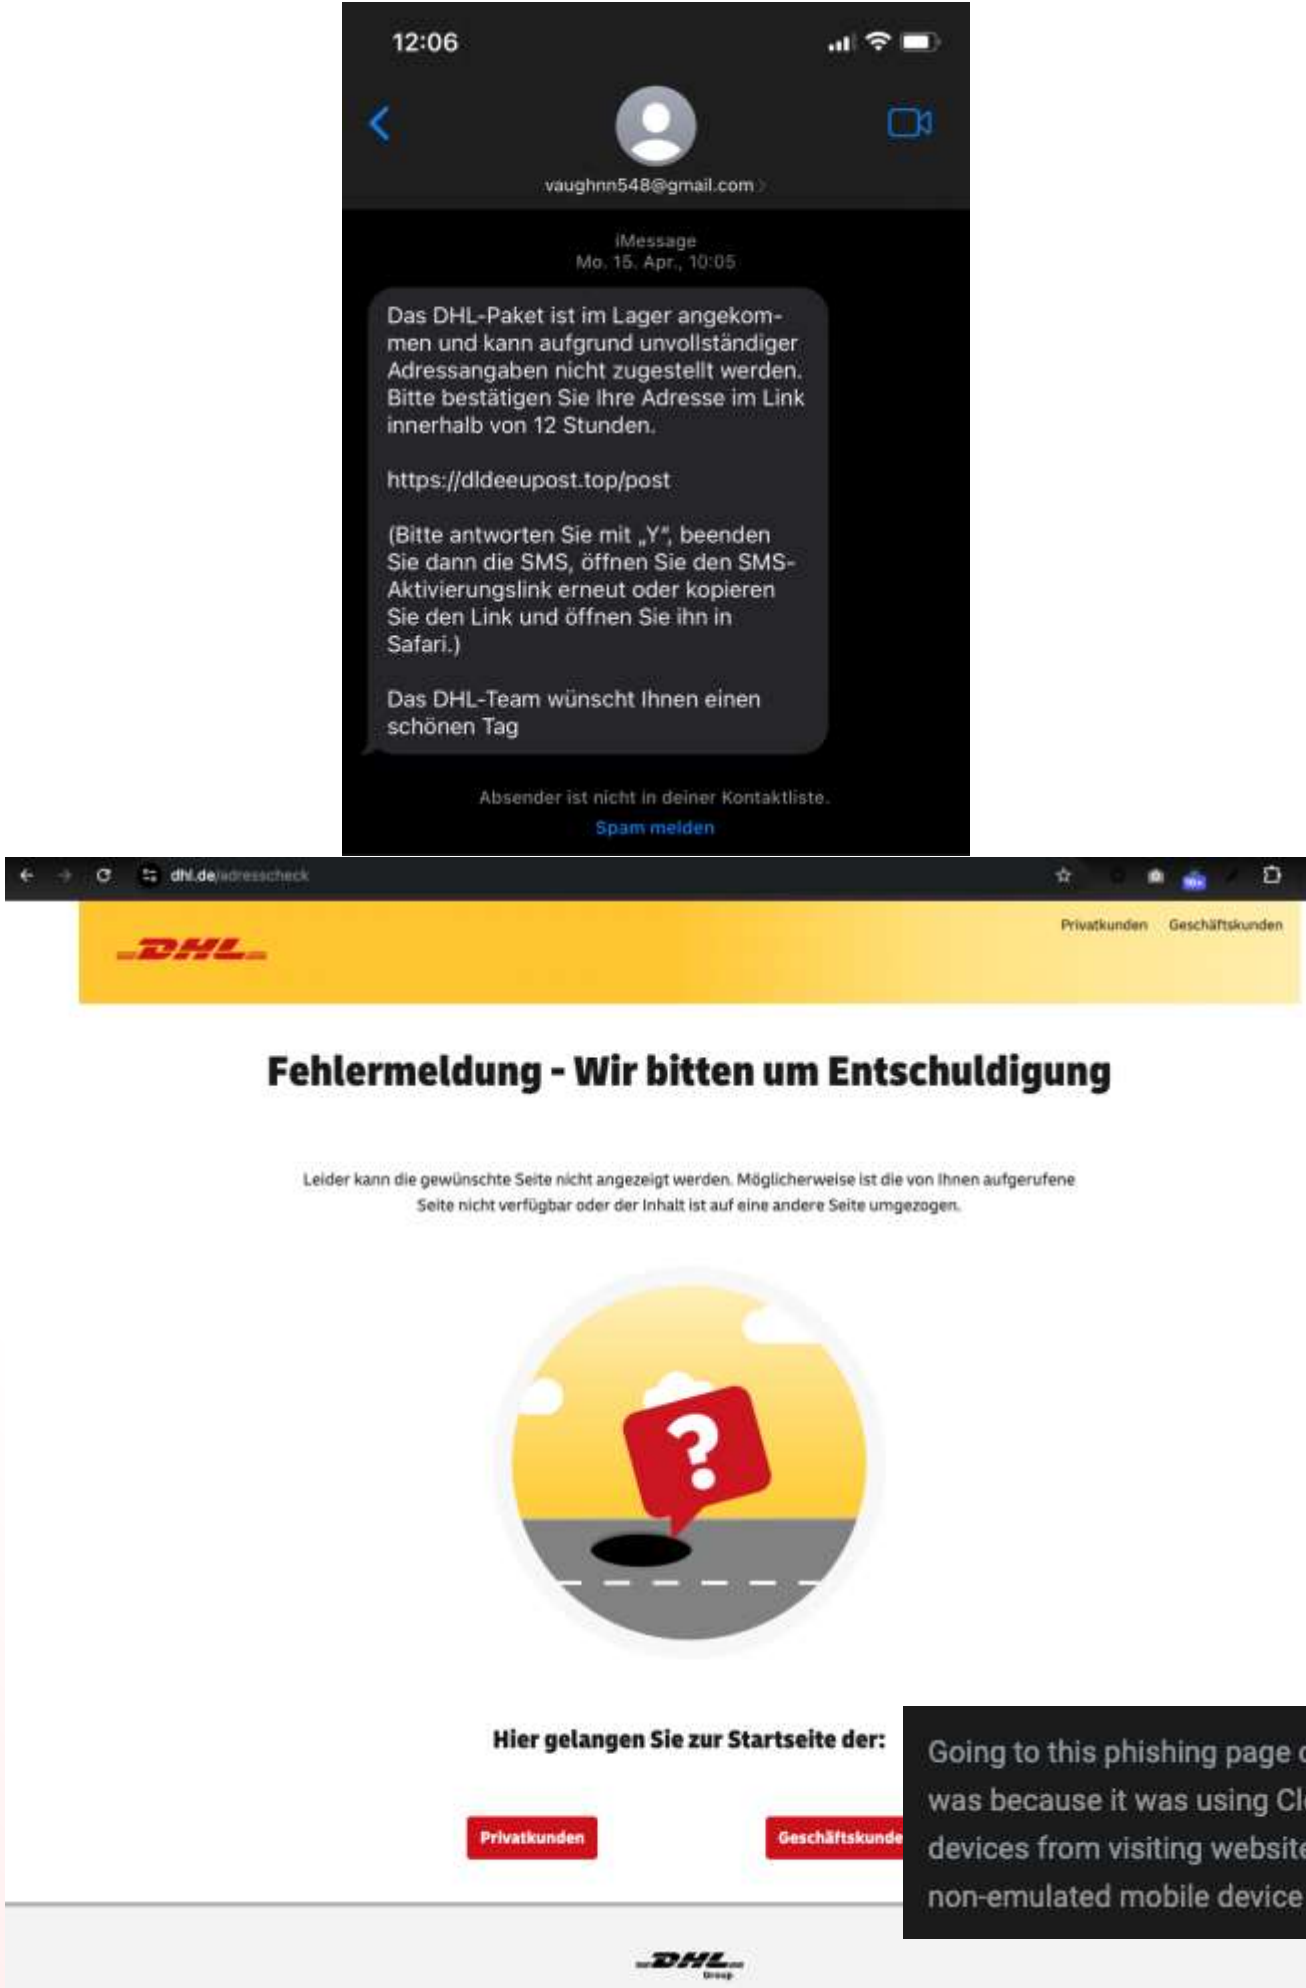 12:06
vaughnn548@gmail.com
iMessage
Mo. 15. Apr., 10:05
Das DHL-Paket ist im Lager angekom-
men und kann aufgrund unvollständiger
Adressangaben nicht zugestellt werden.
Bitte bestätigen Sie Ihre Adresse im Link
innerhalb von 12 Stunden.
https://dldeeupost.top/post
(Bitte antworten Sie mit „Y“, beenden
Sie dann die SMS, öffnen Sie den SMS-
Aktivierungslink erneut oder kopieren
Sie den Link und öffnen Sie ihn in
Safari.)
Das DHL-Team wünscht Ihnen einen
schönen Tag
Absender ist nicht in deiner Kontaktliste.
Spam melden
dhl.de/adresscheck
DHL
Privatkunden Geschäftskunden
Fehlermeldung - Wir bitten um Entschuldigung
Leider kann die gewünschte Seite nicht angezeigt werden. Möglicherweise ist die von Ihnen aufgerufene
Seite nicht verfügbar oder der Inhalt ist auf eine andere Seite umgezogen.
?
Hier gelangen Sie zur Startseite der:
Privatkunden
Geschäftskunde
Going to this phishing page
was because it was using
devices from visiting
non-emulated mobile device
DHL
Group